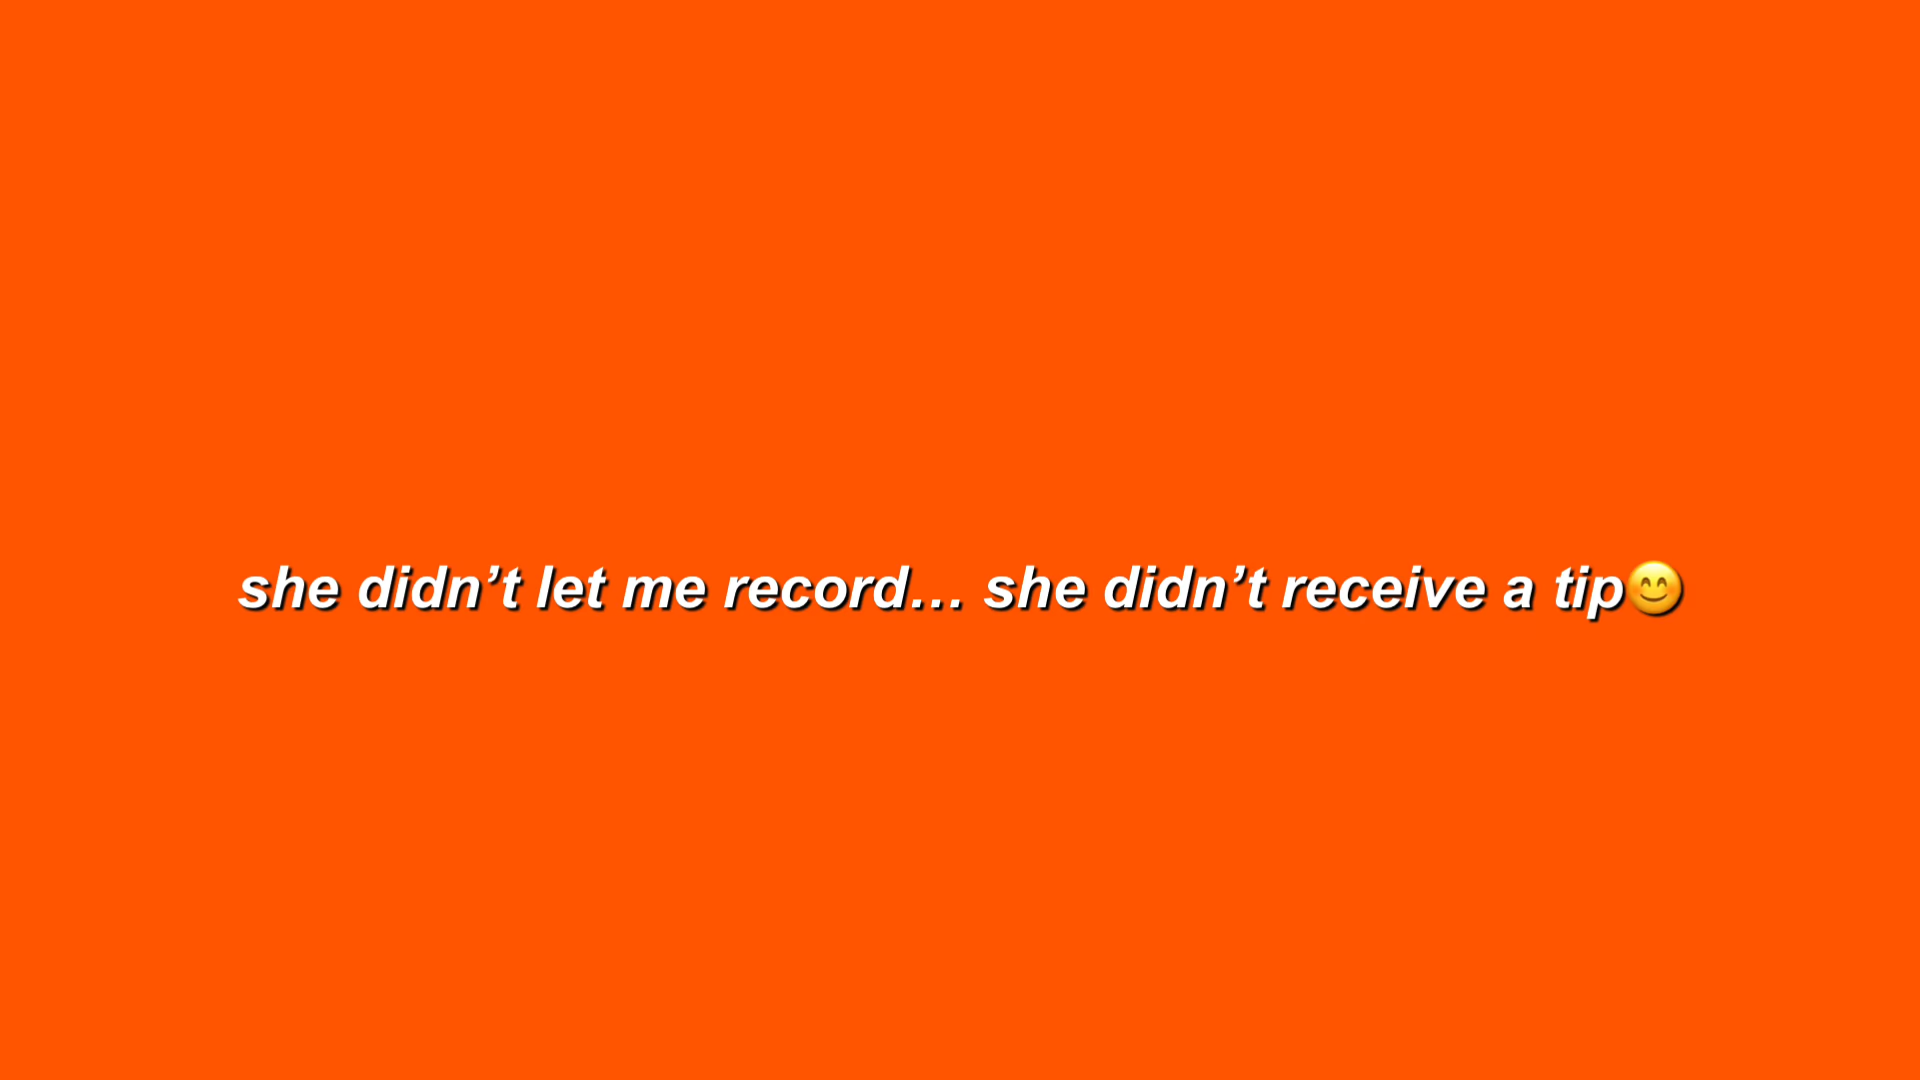 she didn’t let me record… she didn’t receive a tip😊